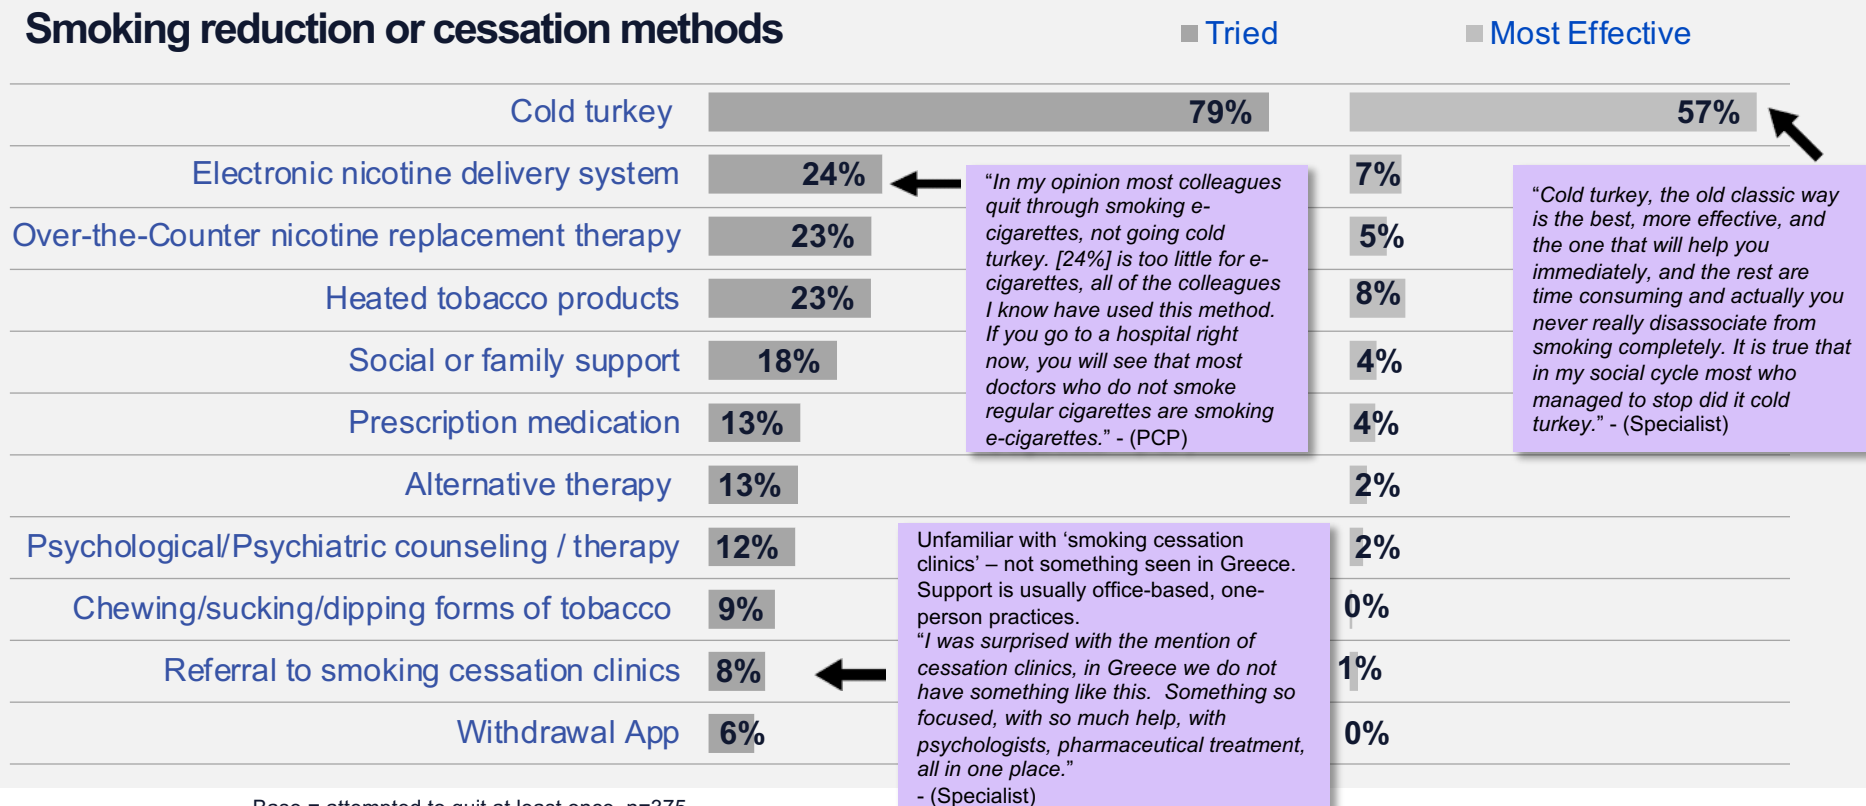 Smoking reduction or cessation methods
Tried
Most Effective
Cold turkey
79%
57%
Electronic nicotine delivery system
24%
7%
Over-the-Counter nicotine replacement therapy
23%
5%
Heated tobacco products
23%
8%
Social or family support
18%
4%
Prescription medication
13%
4%
Alternative therapy
13%
2%
Psychological/Psychiatric counseling / therapy
12%
2%
Chewing/sucking/dipping forms of tobacco
9%
0%
Referral to smoking cessation clinics
8%
1%
Withdrawal App
6%
0%
“In my opinion most colleagues
quit through smoking e-
cigarettes, not going cold
turkey. [24%] is too little for e-
cigarettes, all of the colleagues
I know have used this method.
If you go to a hospital right
now, you will see that most
doctors who do not smoke
regular cigarettes are smoking
e-cigarettes.” - (PCP)
“Cold turkey, the old classic way
is the best, more effective, and
the one that will help you
immediately, and the rest are
time consuming and actually you
never really disassociate from
smoking completely. It is true that
in my social cycle most who
managed to stop did it cold
turkey.” - (Specialist)
Unfamiliar with ‘smoking cessation
clinics’ – not something seen in Greece.
Support is usually office-based, one-
person practices.
“I was surprised with the mention of
cessation clinics, in Greece we do not
have something like this.  Something so
focused, with so much help, with
psychologists, pharmaceutical treatment,
all in one place.”
- (Specialist)
Base = attempted to quit at least once, n=375